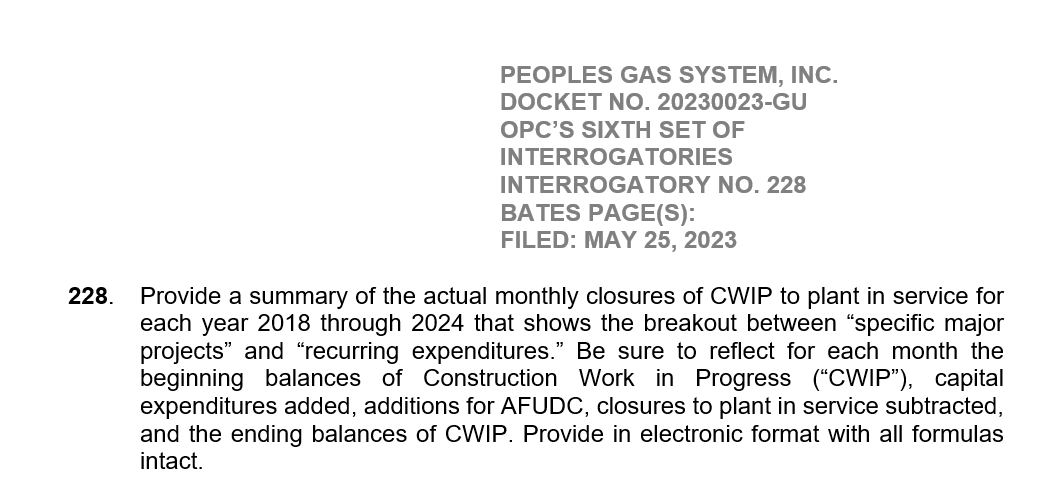 PEOPLES GAS SYSTEM, INC.
DOCKET NO. 20230023-GU
OPC’S SIXTH SET OF
INTERROGATORIES
INTERROGATORY NO. 228
BATES PAGE(S):
FILED: MAY 25, 2023
228. Provide a summary of the actual monthly closures of CWIP to plant in service for
each year 2018 through 2024 that shows the breakout between “specific major
projects” and “recurring expenditures.” Be sure to reflect for each month the
beginning balances of Construction Work in Progress (“CWIP”), capital
expenditures added, additions for AFUDC, closures to plant in service subtracted,
and the ending balances of CWIP. Provide in electronic format with all formulas
intact.